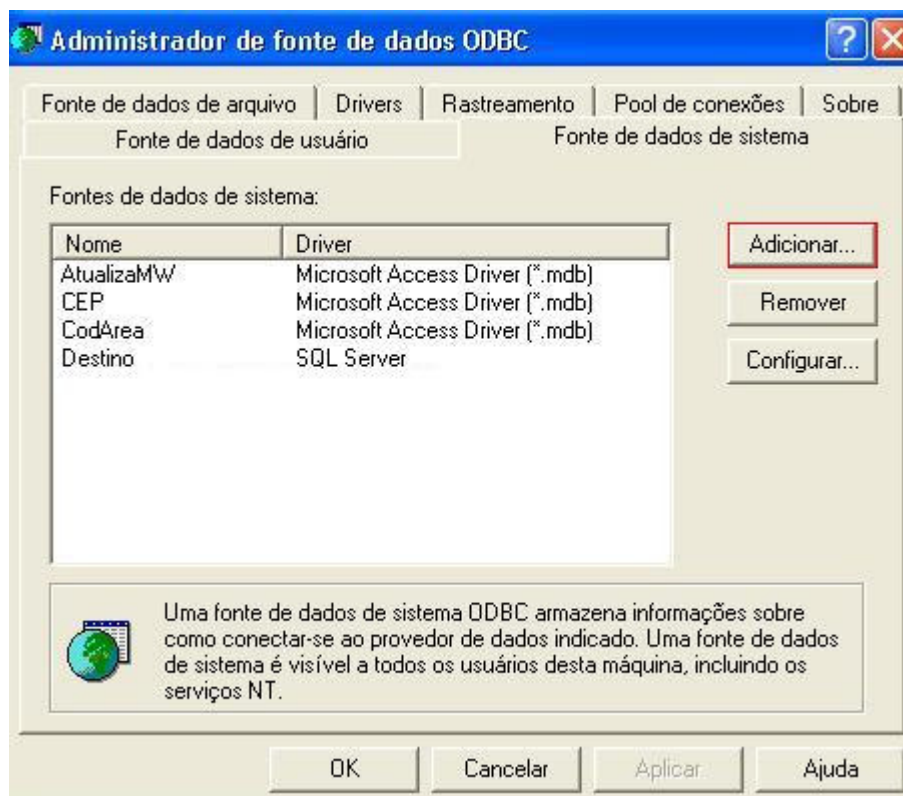 Administrador de fonte de dados ODBC
Fonte de dados de arquivo Drivers Rastreamento Pool de conexões Sobre
Fonte de dados de usuário Fonte de dados de sistema
Fontes de dados de sistema:
Nome Driver Adicionar...
AtualizaMW Microsoft Access Driver (*.mdb)
CEP Microsoft Access Driver (*.mdb) Remover
CodArea Microsoft Access Driver (*.mdb)
Destino SQL Server Configurar...
Uma fonte de dados de sistema ODBC armazena informações sobre
como conectar-se ao provedor de dados indicado. Uma fonte de dados
de sistema é visível a todos os usuários desta máquina, incluindo os
serviços NT.
OK Cancelar Aplicar Ajuda